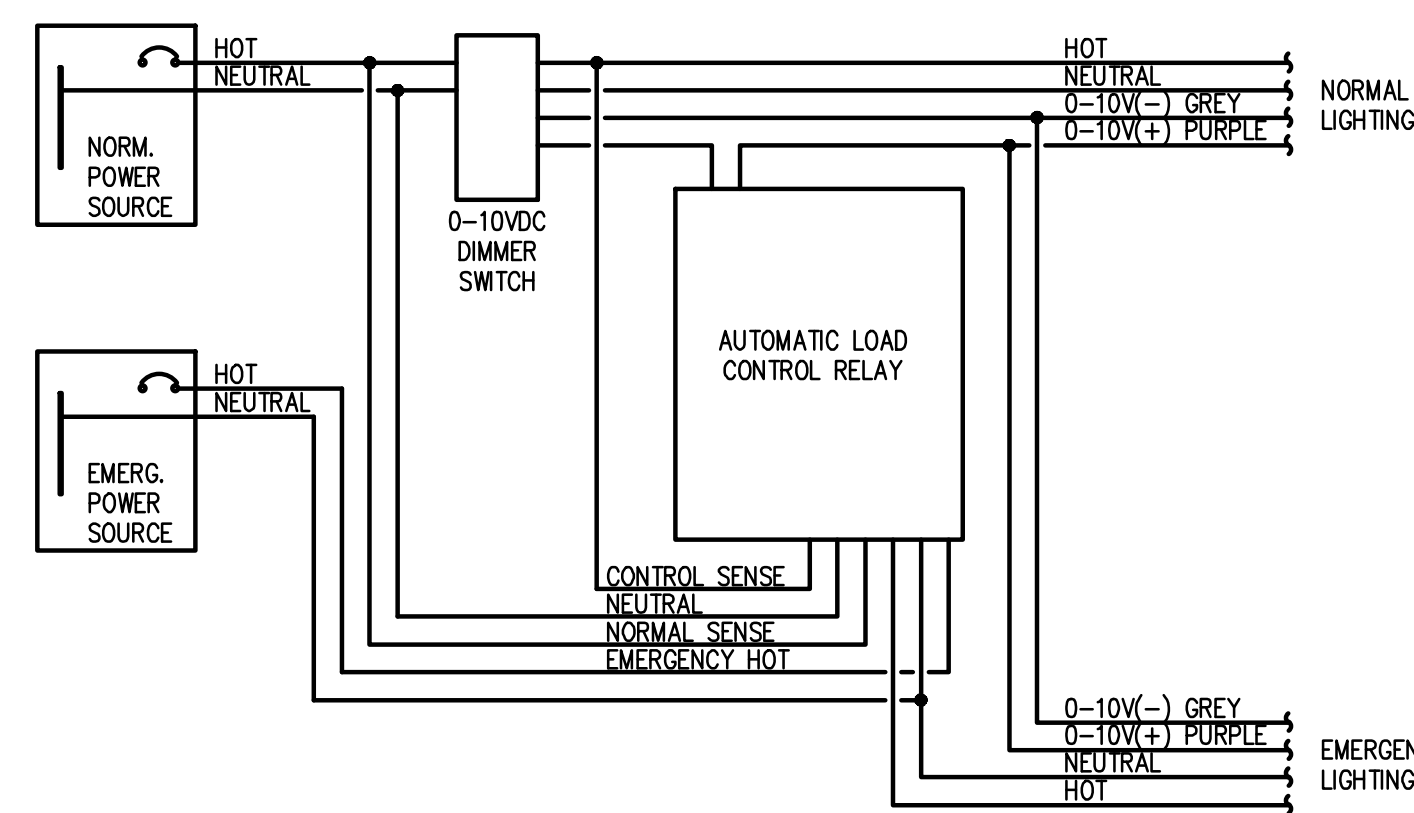 HOT
NEUTRAL
NORM.
POWER
SOURCE
0-10VDC
DIMMER
SWITCH
HOT
NEUTRAL
0-10V(-) GREY
0-10V(+) PURPLE
NORMAL
LIGHTING
AUTOMATIC LOAD
CONTROL RELAY
HOT
NEUTRAL
EMERG.
POWER
SOURCE
CONTROL SENSE
NEUTRAL
NORMAL SENSE
EMERGENCY HOT
0-10V(-) GREY
0-10V(+) PURPLE
NEUTRAL
HOT
EMERGEN
LIGHTING